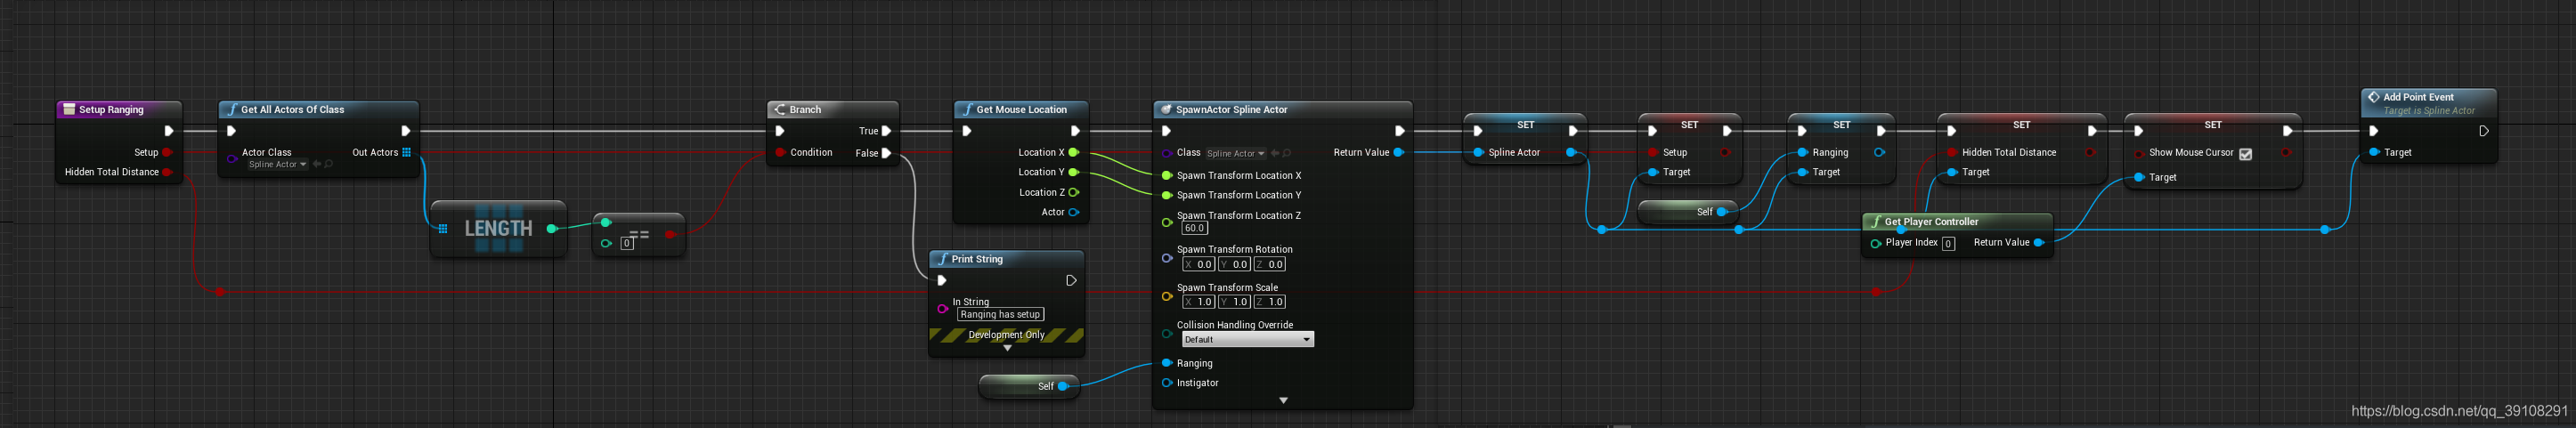 Setup Ranging
Setup
Hidden Total Distance
Get All Actors Of Class
Actor Class
Spline Actor
Out Actors
LENGTH
==
0
Branch
True
Condition
False
Get Mouse Location
Location X
Location Y
Location Z
Actor
Print String
In String
Ranging has setup
Development Only
Self
SpawnActor Spline Actor
Class
Spline Actor
Return Value
Spawn Transform Location X
Spawn Transform Location Y
Spawn Transform Location Z
60.0
Spawn Transform Rotation
X 0.0 Y 0.0 Z 0.0
Spawn Transform Scale
X 1.0 Y 1.0 Z 1.0
Collision Handling Override
Default
Ranging
Instigator
SET
Spline Actor
SET
Setup
Target
Self
SET
Ranging
Target
SET
Hidden Total Distance
Target
Get Player Controller
Player Index 0
Return Value
SET
Show Mouse Cursor
Target
Add Point Event
Target is Spline Actor
Target
https://blog.csdn.net/qq_39108291